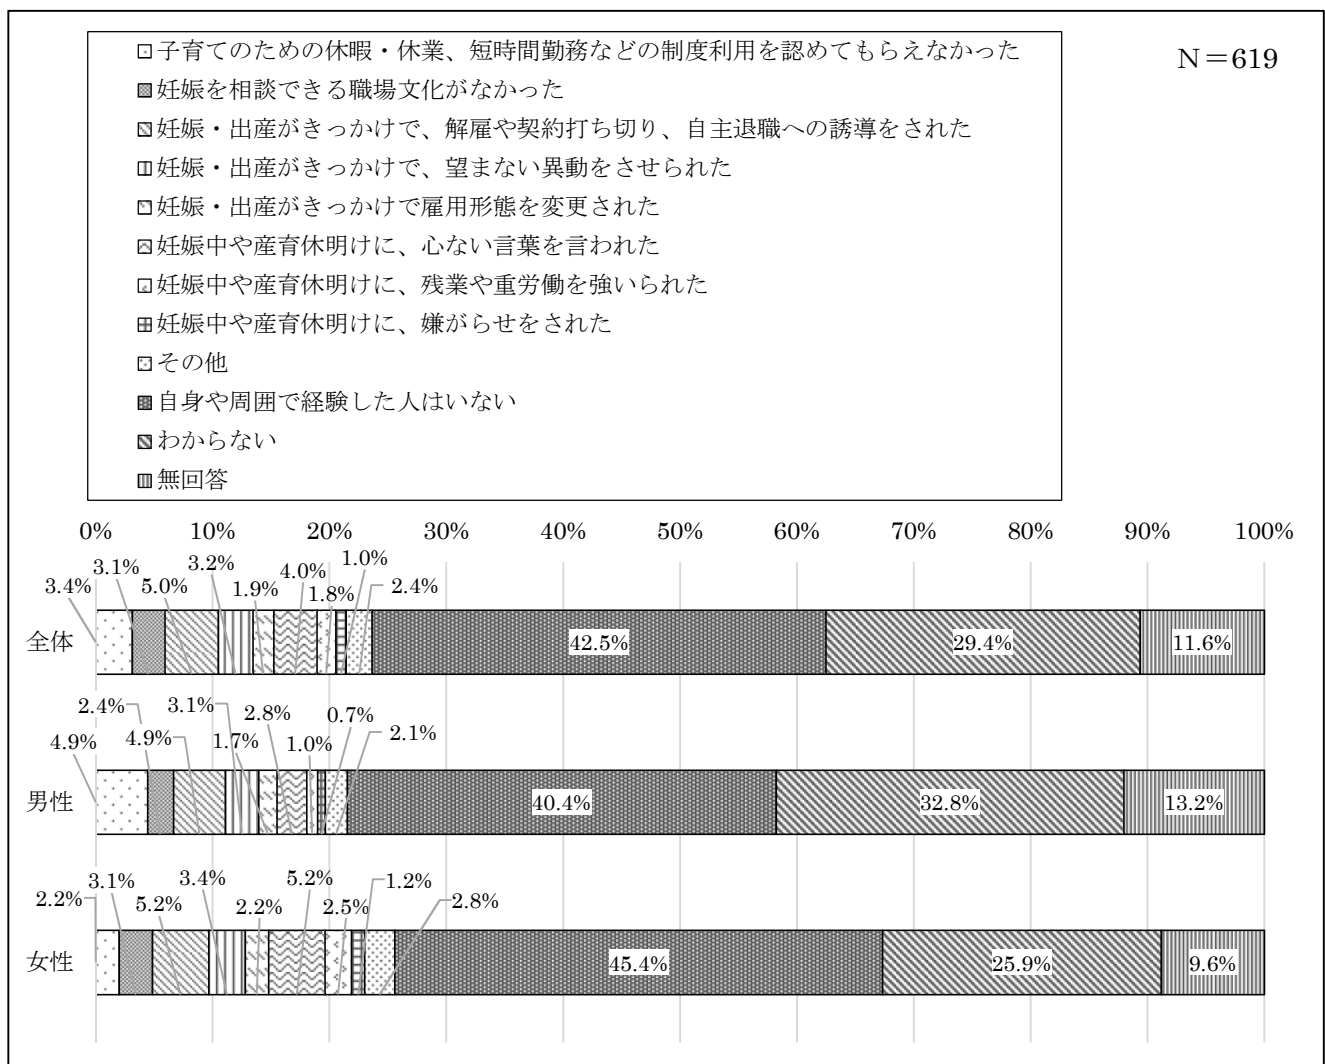 子育てのための休暇・休業、短時間勤務などの制度利用を認めてもらえなかった
N=619
妊娠を相談できる職場文化がなかった
妊娠・出産がきっかけで、解雇や契約打ち切り、自主退職への誘導をされた
妊娠・出産がきっかけで、望まない異動をさせられた
妊娠・出産がきっかけで雇用形態を変更された
妊娠中や産育休明けに、心ない言葉を言われた
妊娠中や産育休明けに、残業や重労働を強いられた
妊娠中や産育休明けに、嫌がらせをされた
その他
自身や周囲で経験した人はいない
わからない
無回答
0% 10% 20% 30% 40% 50% 60% 70% 80% 90% 100%
3.4% 3.1% 5.0% 3.2% 1.9% 4.0% 1.8% 1.0% 2.4%
全体 42.5% 29.4% 11.6%
4.9% 2.4% 4.9% 3.1% 1.7% 2.8% 1.0% 0.7% 2.1%
男性 40.4% 32.8% 13.2%
2.2% 3.1% 5.2% 3.4% 2.2% 5.2% 2.5% 1.2% 2.8%
女性 45.4% 25.9% 9.6%